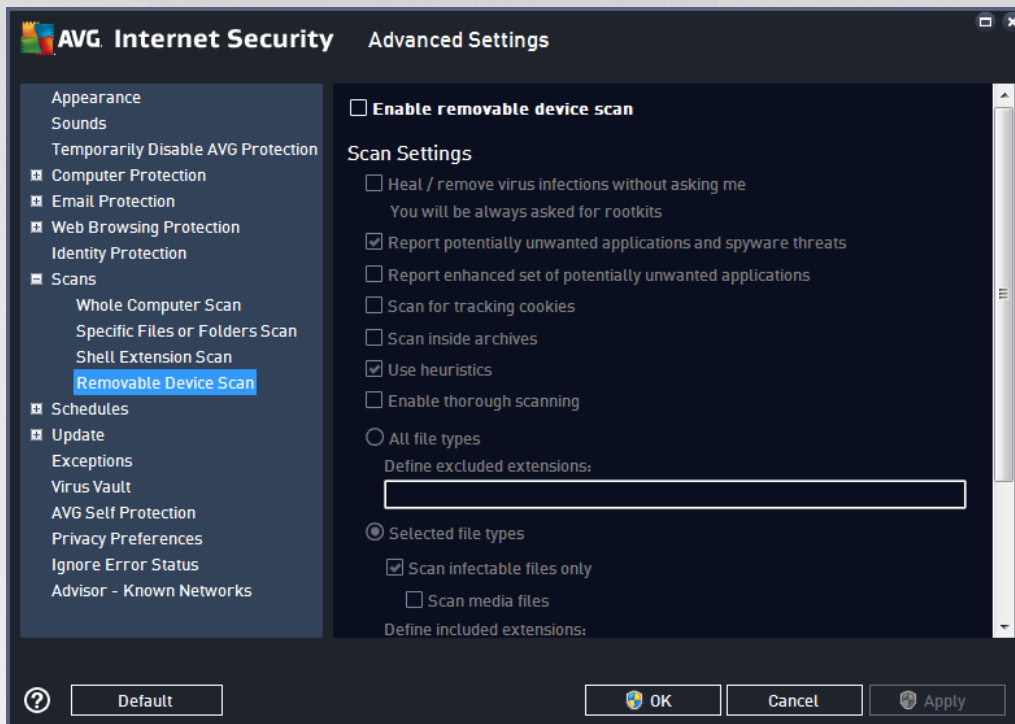 AVG Internet Security Advanced Settings
Appearance
Sounds
Temporarily Disable AVG Protection
Computer Protection
Email Protection
Web Browsing Protection
Identity Protection
Scans
Whole Computer Scan
Specific Files or Folders Scan
Shell Extension Scan
Removable Device Scan
Schedules
Update
Exceptions
Virus Vault
AVG Self Protection
Privacy Preferences
Ignore Error Status
Advisor - Known Networks
Enable removable device scan
Scan Settings
Heal / remove virus infections without asking me
You will be always asked for rootkits
Report potentially unwanted applications and spyware threats
Report enhanced set of potentially unwanted applications
Scan for tracking cookies
Scan inside archives
Use heuristics
Enable thorough scanning
All file types
Define excluded extensions:
Selected file types
Scan infectable files only
Scan media files
Define included extensions:
? Default OK Cancel Apply